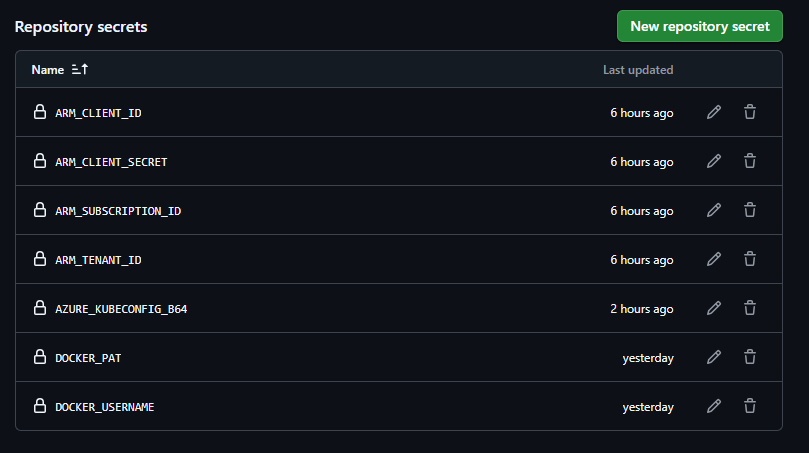 Repository secrets
New repository secret
Name
Last updated
ARM_CLIENT_ID 6 hours ago
ARM_CLIENT_SECRET 6 hours ago
ARM_SUBSCRIPTION_ID 6 hours ago
ARM_TENANT_ID 6 hours ago
AZURE_KUBECONFIG_B64 2 hours ago
DOCKER_PAT yesterday
DOCKER_USERNAME yesterday